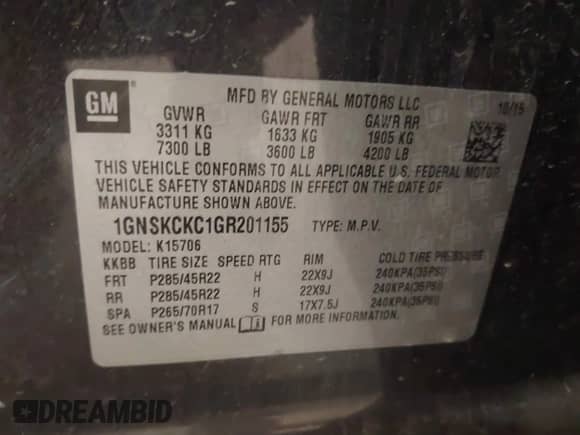 GM
MFD BY GENERAL MOTORS LLC 10/15
GVWR GAWR FRT GAWR RR
3311 KG 1633 KG 1905 KG
7300 LB 3600 LB 4200 LB
THIS VEHICLE CONFORMS TO ALL APPLICABLE U.S. FEDERAL MOTOR
VEHICLE SAFETY STANDARDS IN EFFECT ON THE DATE OF
MANUFACTURE SHOWN ABOVE.
1GNSKCKC1GR201155 TYPE: M.P.V.
MODEL: K15706
KKBB TIRE SIZE SPEED RTG RIM COLD TIRE PRESSURE
FRT P285/45R22 H 22X9J 240KPA(35PSI)
RR P285/45R22 H 22X9J 240KPA(35PSI)
SPA P265/70R17 S 17X7.5J 240KPA(35PSI)
SEE OWNER'S MANUAL FOR MORE INFORMATION.
DREAMBID